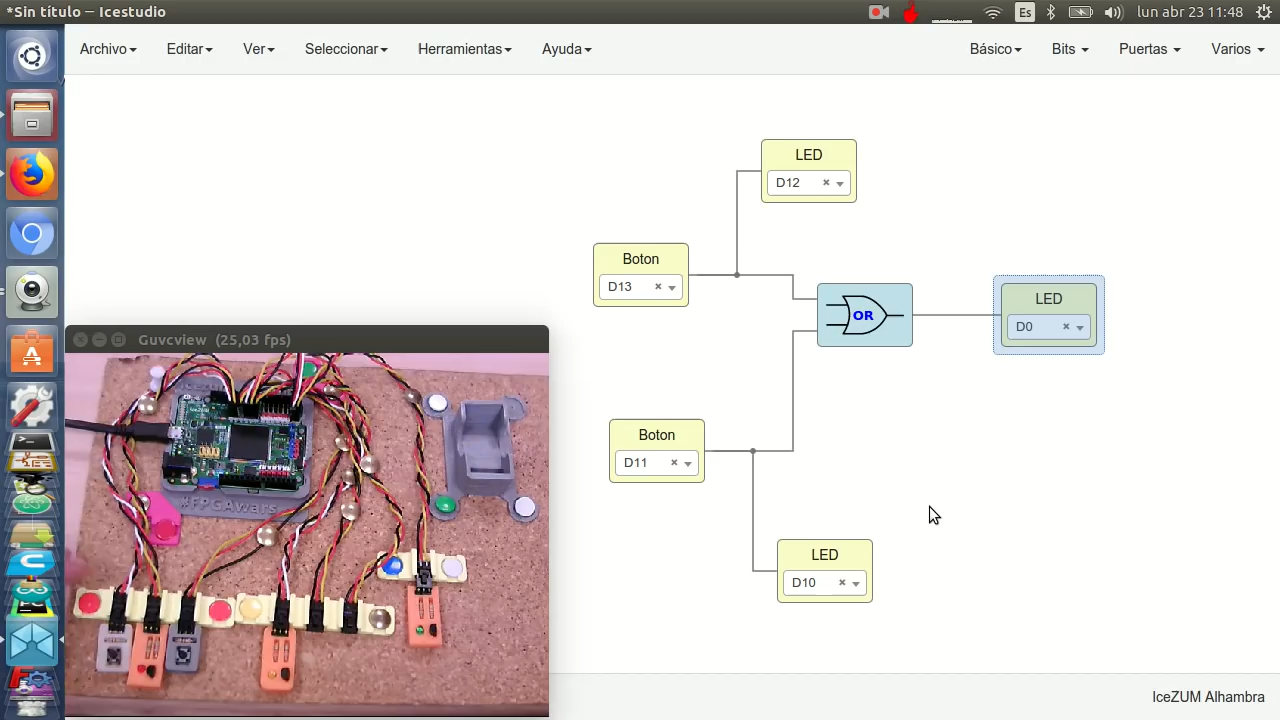 *Sin título — Icestudio
Es
lun abr 23 11:48
Archivo
Editar
Ver
Seleccionar
Herramientas
Ayuda
Básico
Bits
Puertas
Varios
LED
D12
Boton
D13
OR
LED
D0
Guvcview (25,03 fps)
Boton
D11
#FPGAwars
LED
D10
IceZUM Alhambra